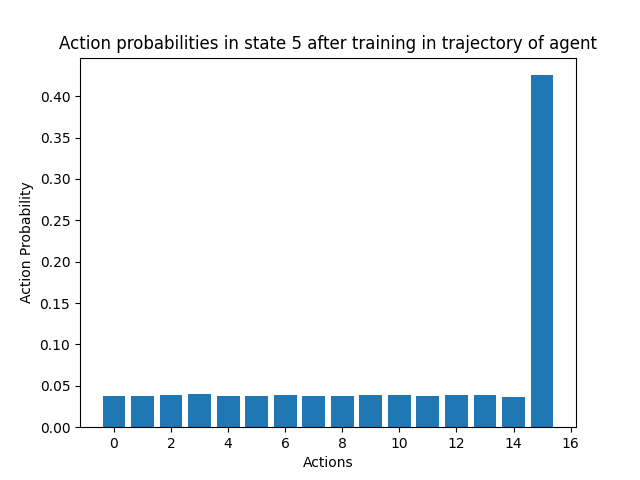 Action probabilities in state 5 after training in trajectory of agent
Action Probability
0.40
0.35
0.30
0.25
0.20
0.15
0.10
0.05
0.00
0 2 4 6 8 10 12 14 16
Actions